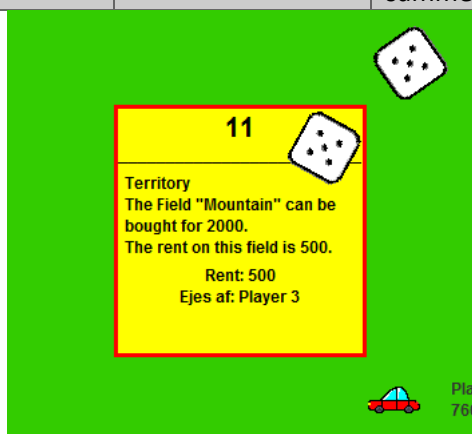 11
Territory
The Field "Mountain" can be
bought for 2000.
The rent on this field is 500.
Rent: 500
Ejes af: Player 3